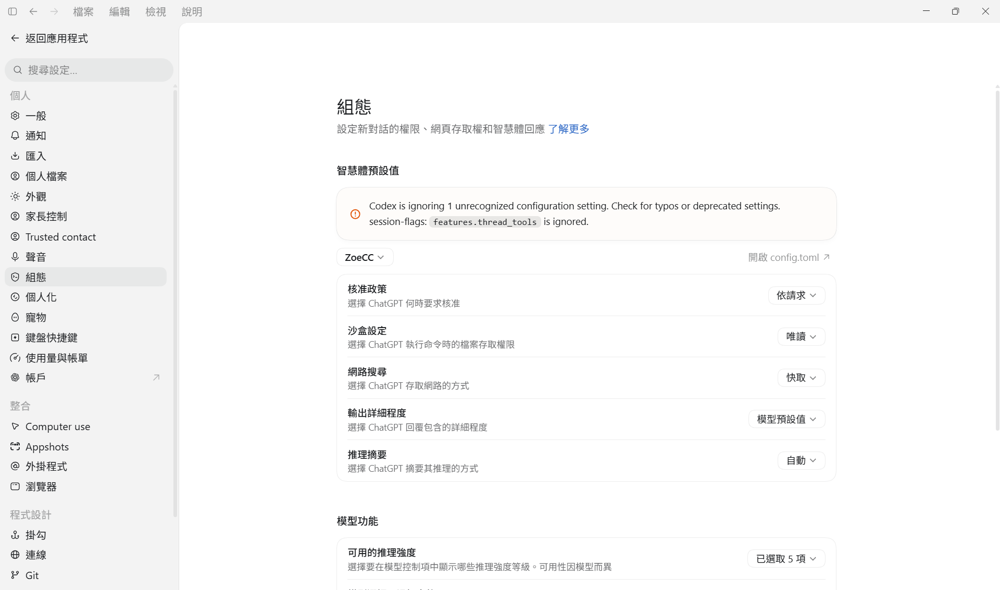 檔案 編輯 檢視 說明
返回應用程式
搜尋設定...
個人
一般
通知
匯入
個人檔案
外觀
家長控制
Trusted contact
聲音
組態
個人化
寵物
鍵盤快捷鍵
使用量與帳單
帳戶
整合
Computer use
Appshots
外掛程式
瀏覽器
程式設計
掛勾
連線
Git
組態
設定新對話的權限、網頁存取權和智慧體回應 了解更多
智慧體預設值
Codex is ignoring 1 unrecognized configuration setting. Check for typos or deprecated settings.
session-flags: features.thread_tools is ignored.
ZoeCC
開啟 config.toml
核准政策
選擇 ChatGPT 何時要求核准
依請求
沙盒設定
選擇 ChatGPT 執行命令時的檔案存取權限
唯讀
網路搜尋
選擇 ChatGPT 存取網路的方式
快取
輸出詳細程度
選擇 ChatGPT 回覆包含的詳細程度
模型預設值
推理摘要
選擇 ChatGPT 摘要其推理的方式
自動
模型功能
可用的推理強度
選擇要在模型控制項中顯示哪些推理強度等級。可用性因模型而異
已選取 5 項